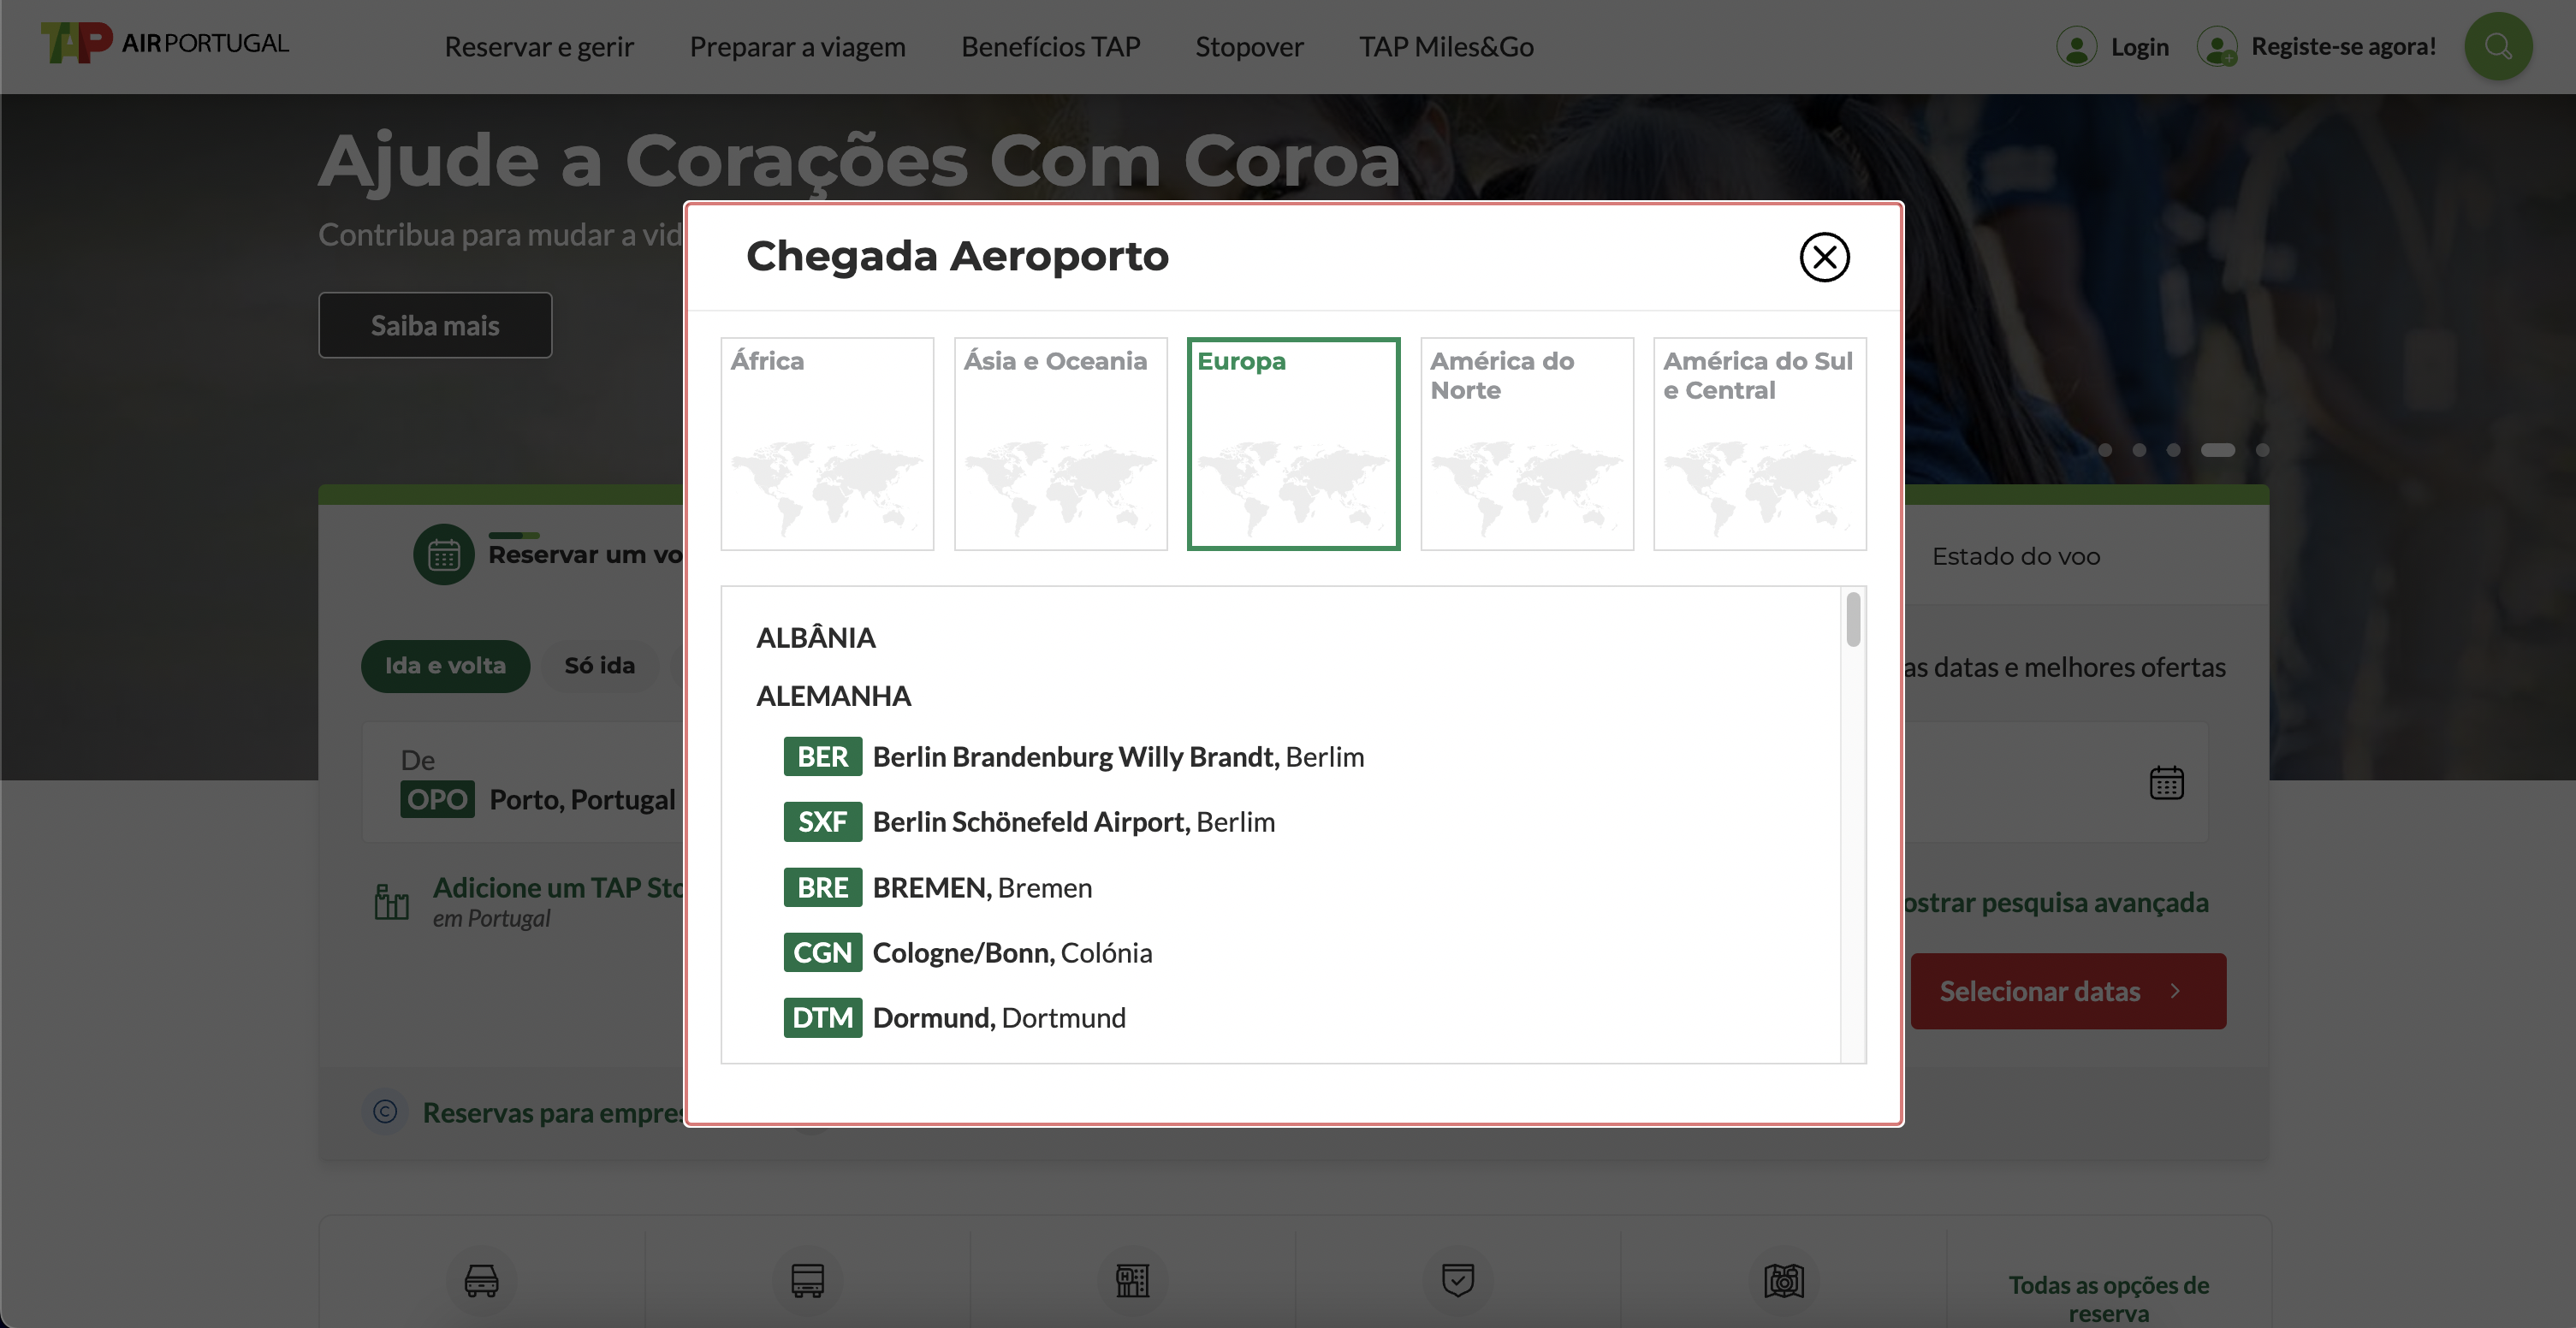 TAP AIRPORTUGAL
Reservar e gerir
Preparar a viagem
Benefícios TAP
Stopover
TAP Miles&Go
Login
Registe-se agora!
Ajude a Corações Com Coroa
Contribua para mudar a vid
Saiba mais
Chegada Aeroporto
África
Ásia e Oceania
Europa
América do
Norte
América do Sul
e Central
ALBÂNIA
ALEMANHA
BER Berlin Brandenburg Willy Brandt, Berlim
SXF Berlin Schönefeld Airport, Berlim
BRE BREMEN, Bremen
CGN Cologne/Bonn, Colónia
DTM Dormund, Dortmund
Reservar um vo
Estado do voo
Ida e volta
Só ida
as datas e melhores ofertas
De
OPO Porto, Portugal
Adicione um TAP Sto
em Portugal
ostrar pesquisa avançada
Selecionar datas
Reservas para empres
Todas as opções de
reserva